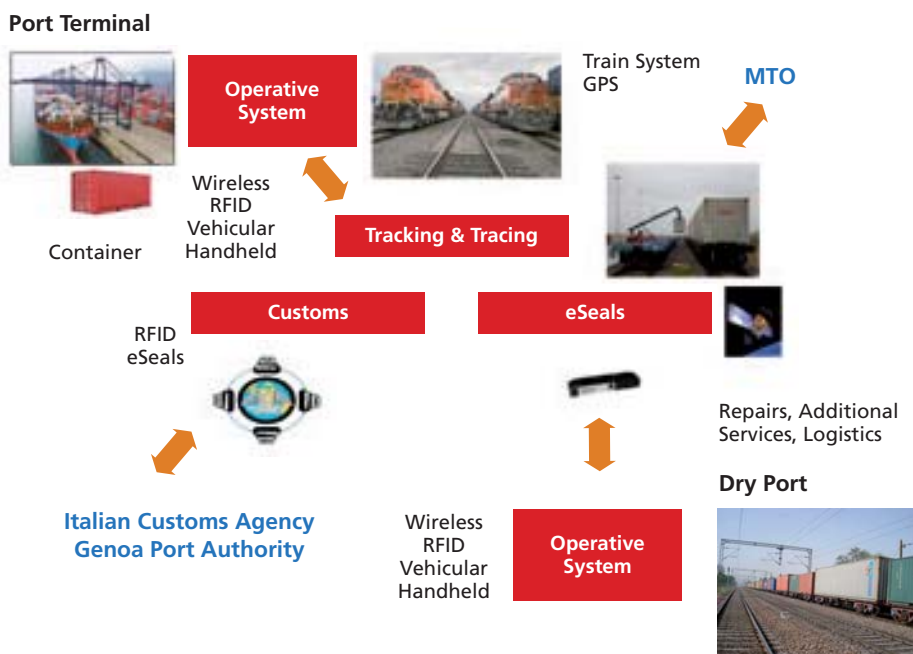 Port Terminal
Operative
System
Train System
GPS
MTO
Wireless
RFID
Vehicular
Handheld
Container
Tracking & Tracing
Customs
eSeals
RFID
eSeals
Repairs, Additional
Services, Logistics
Dry Port
Italian Customs Agency
Genoa Port Authority
Wireless
RFID
Vehicular
Handheld
Operative
System